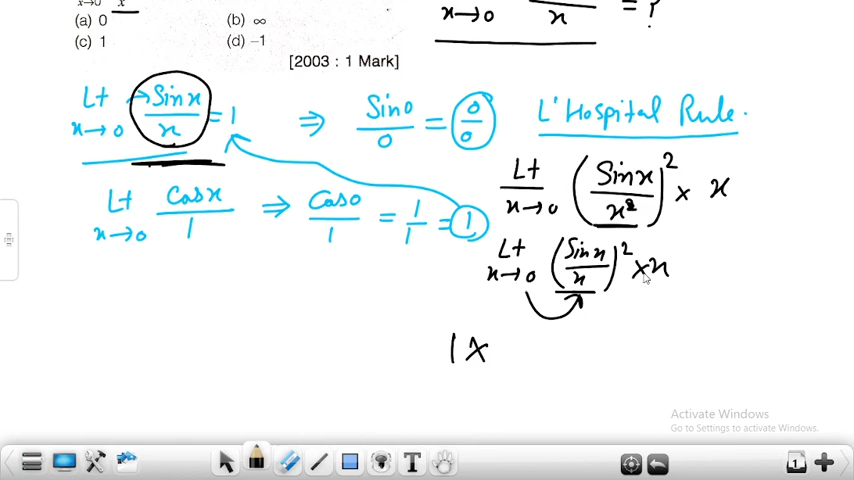 x→0 x
(a) 0 (b) ∞
(c) 1 (d) −1
[2003 : 1 Mark]
x→0 x = ?
Lt x→0 Sinx/x = 1 ⇒ Sin0/0 = 0/0
L'Hospital Rule.
Lt x→0 (Sinx/x²)² × x
Lt x→0 Cosx/1 ⇒ Cos0/1 = 1/1 = 1
Lt x→0 (Sinx/x)² × x
1 ×
Activate Windows
Go to Settings to activate Windows.
T
1